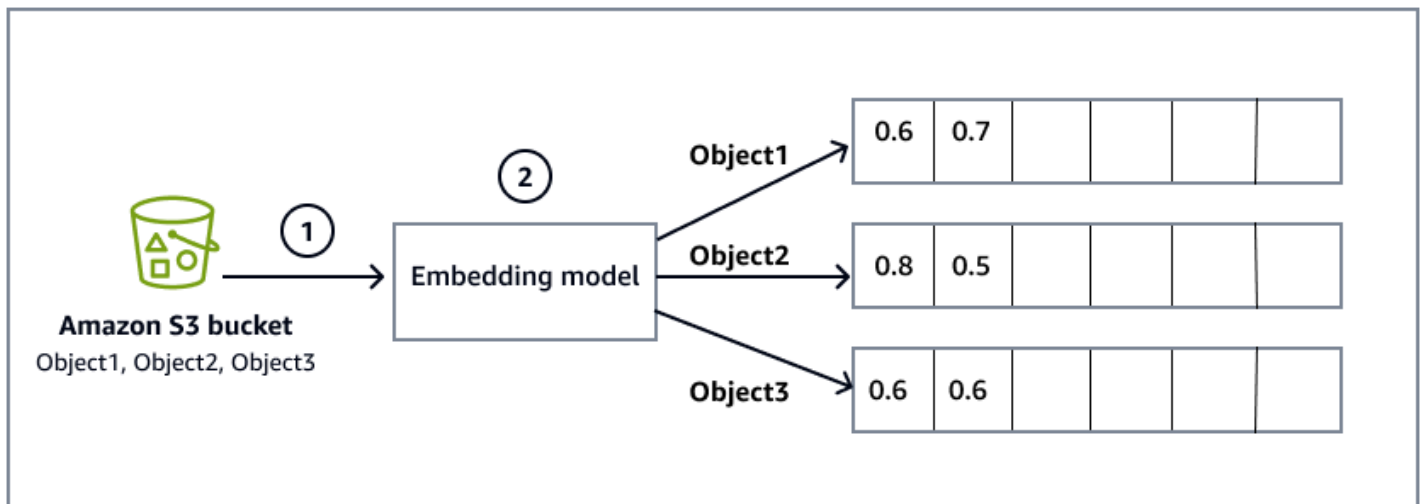 Object1
0.6 0.7
2
1
Embedding model
Object2
0.8 0.5
Amazon S3 bucket
Object1, Object2, Object3
Object3
0.6 0.6